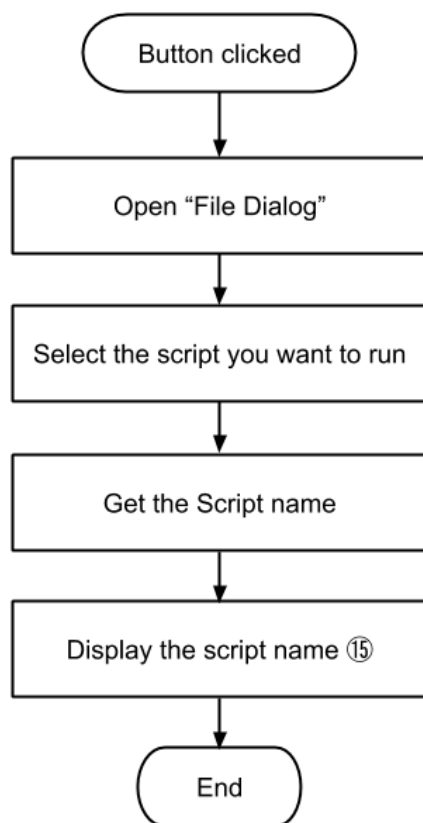 Button clicked
Open “File Dialog”
Select the script you want to run
Get the Script name
Display the script name ⑮
End